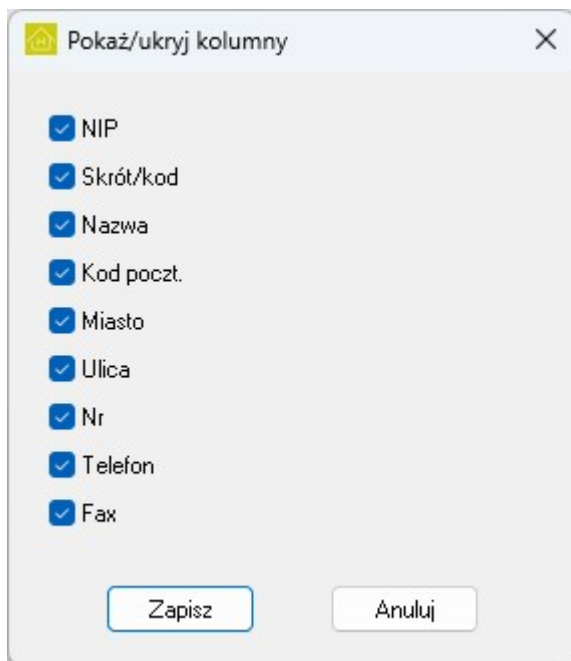 Pokaż/ukryj kolumny
NIP
Skrót/kod
Nazwa
Kod poczt.
Miasto
Ulica
Nr
Telefon
Fax
Zapisz
Anuluj